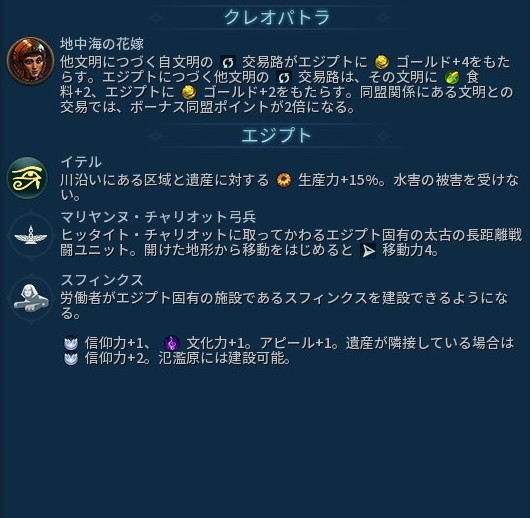 クレオパトラ
地中海の花嫁
他文明につづく自文明の 交易路がエジプトに ゴールド+4をもた
らす。エジプトにつづく他文明の 交易路は、その文明に 食
料+2、エジプトに ゴールド+2をもたらす。同盟関係にある文明との
交易では、ボーナス同盟ポイントが2倍になる。
エジプト
イテル
川沿いにある区域と遺産に対する 生産力+15%。水害の被害を受けな
い。
マリヤンヌ・チャリオット弓兵
ヒッタイト・チャリオットに取ってかわるエジプト固有の太古の長距離戦
闘ユニット。開けた地形から移動をはじめると 移動力4。
スフィンクス
労働者がエジプト固有の施設であるスフィンクスを建設できるようにな
る。
信仰力+1、 文化力+1。アピール+1。遺産が隣接している場合は
信仰力+2。氾濫原には建設可能。